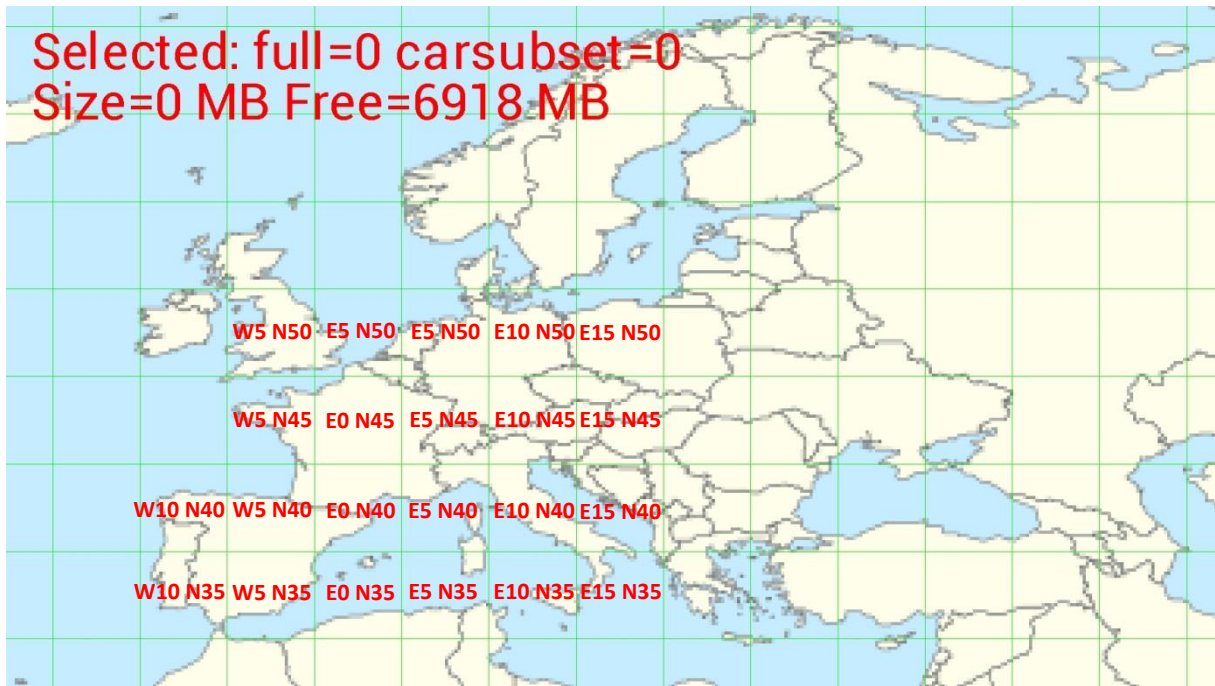 Selected: full=0 carsubset=0
Size=0 MB Free=6918 MB
W5 N50 E5 N50 E5 N50 E10 N50 E15 N50
W5 N45 E0 N45 E5 N45 E10 N45 E15 N45
W10 N40 W5 N40 E0 N40 E5 N40 E10 N40 E15 N40
W10 N35 W5 N35 E0 N35 E5 N35 E10 N35 E15 N35